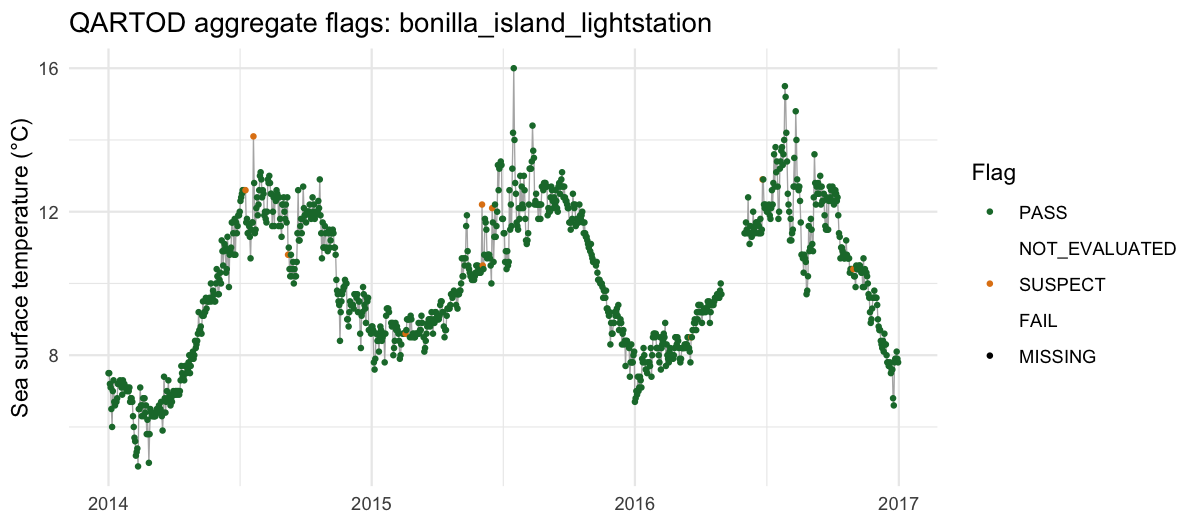 QARTOD aggregate flags: bonilla_island_lightstation
Sea surface temperature (°C)
16
12
8
2014
2015
2016
2017
Flag
PASS
NOT_EVALUATED
SUSPECT
FAIL
MISSING